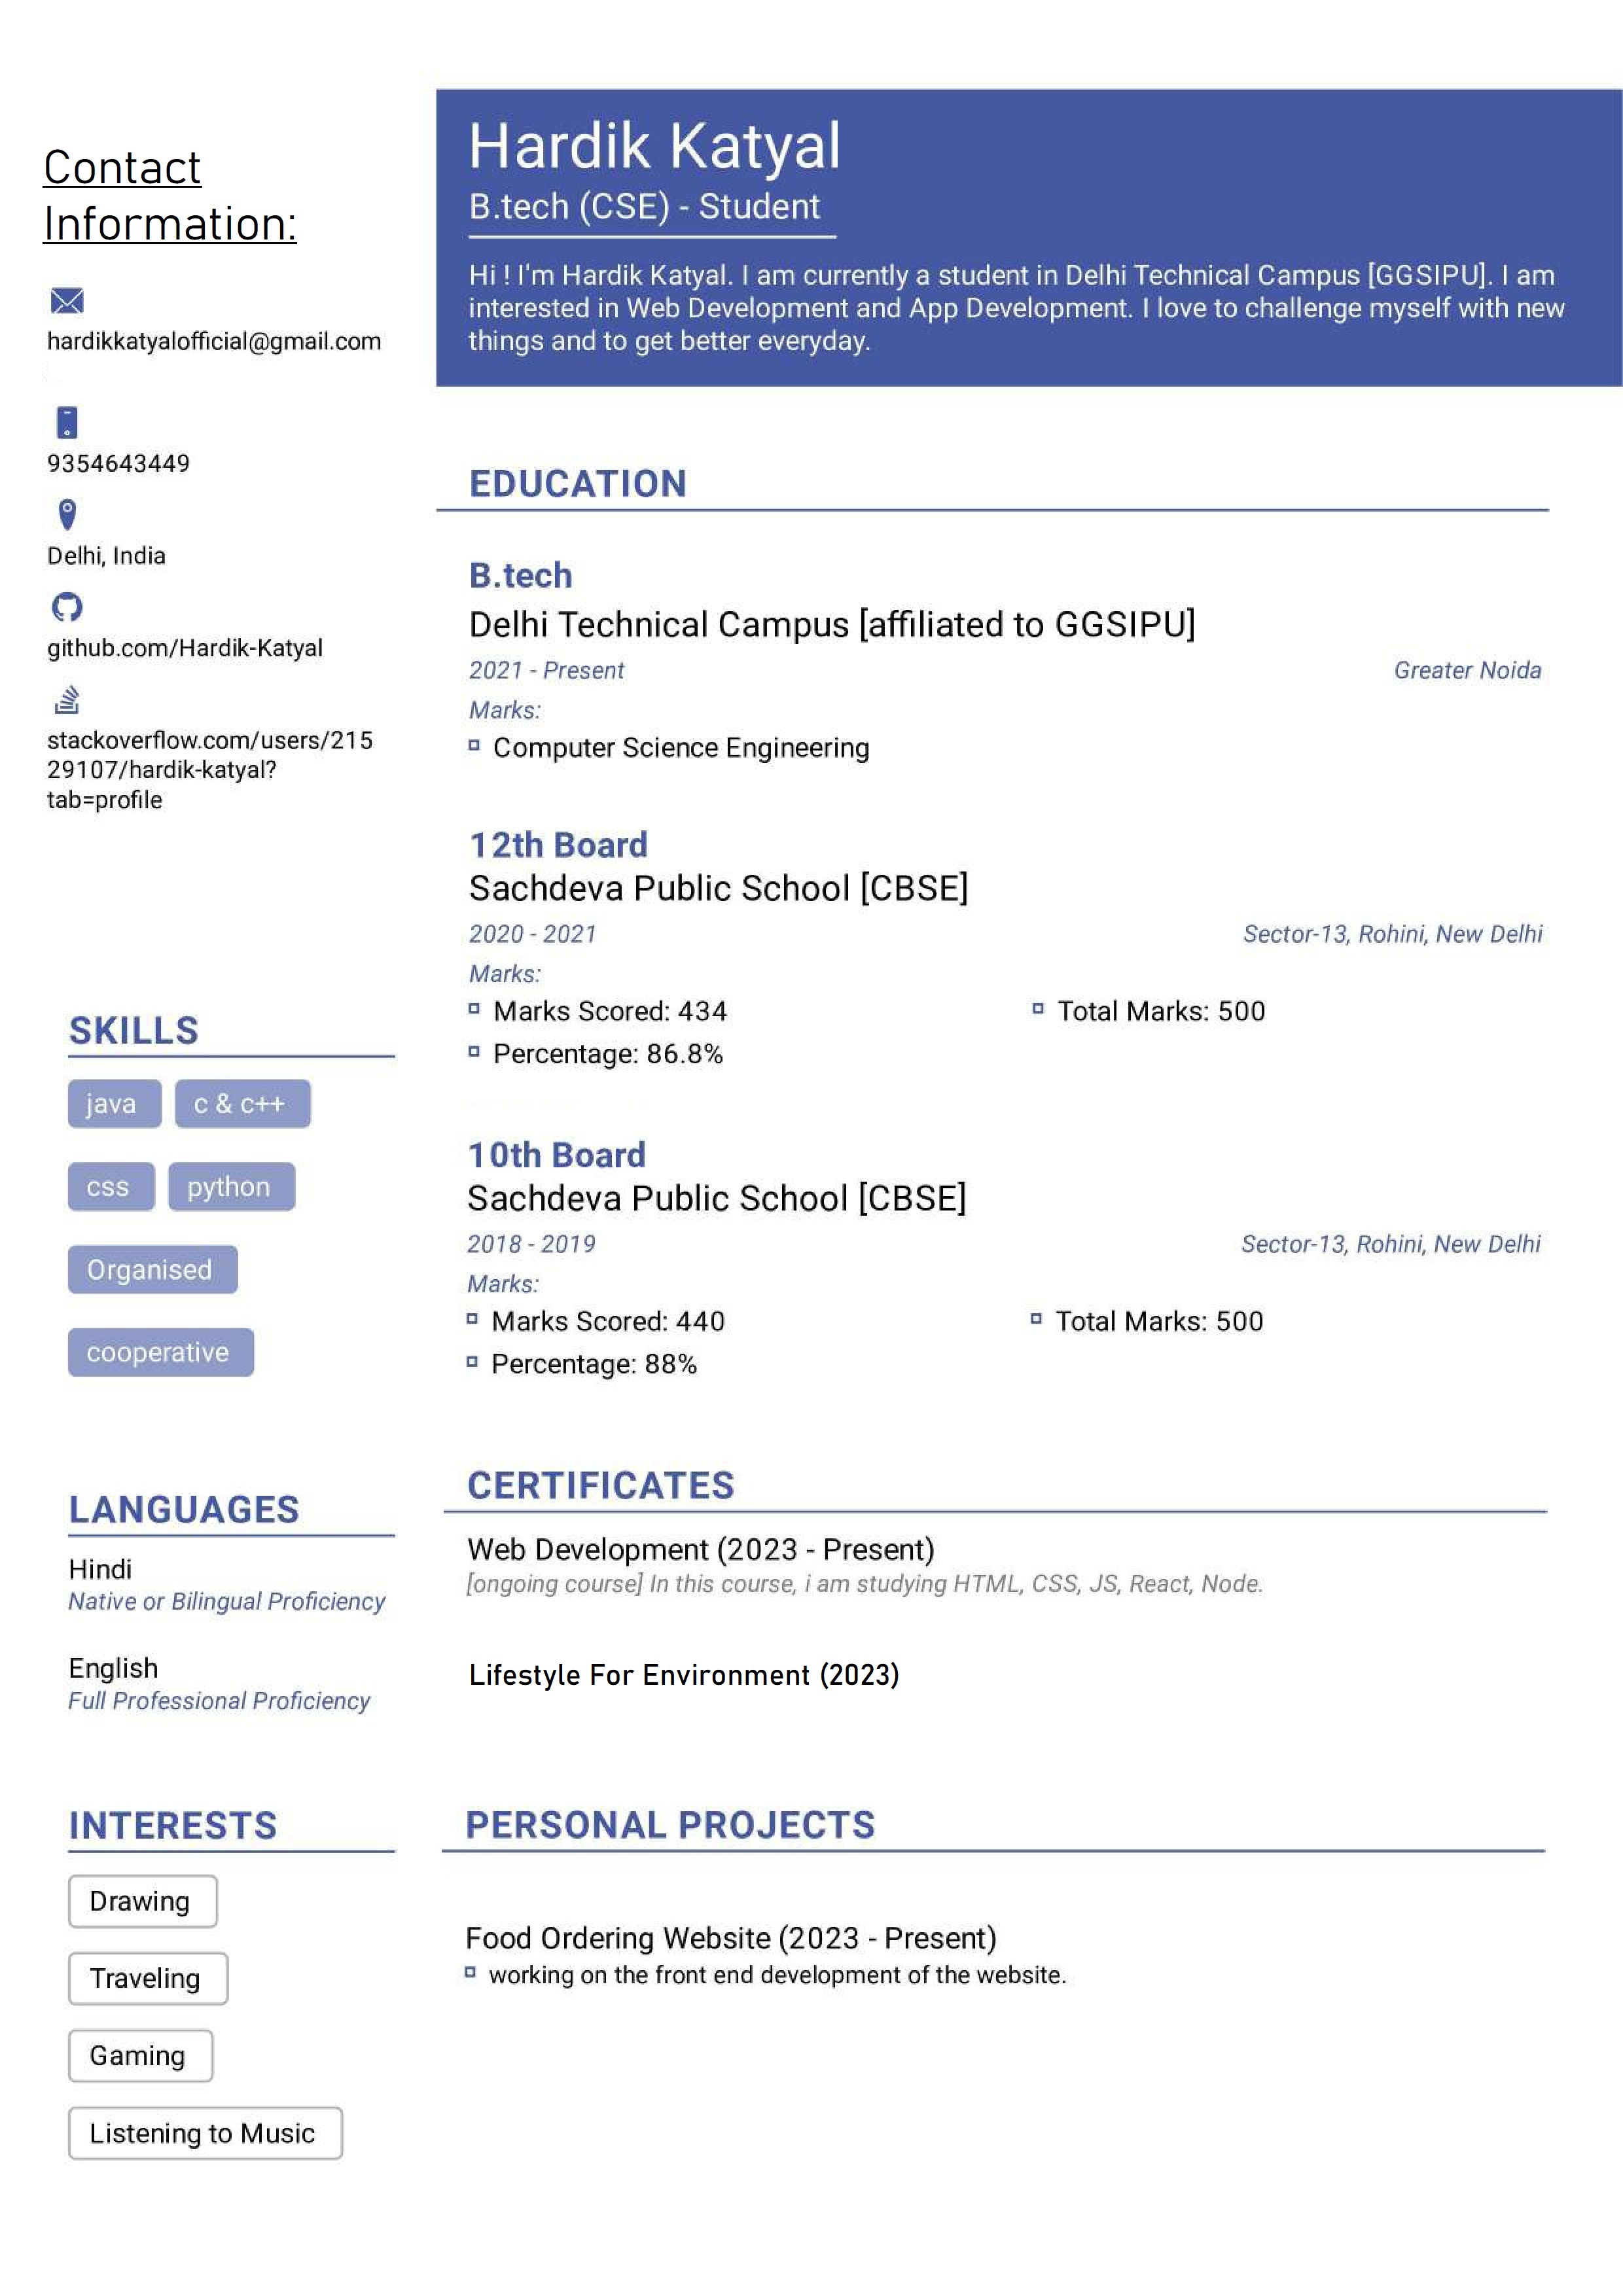 Contact
Information:
hardikkatyalofficial@gmail.com
9354643449
Delhi, India
github.com/Hardik-Katyal
stackoverflow.com/users/215
29107/hardik-katyal?
tab=profile
SKILLS
java
c & c++
css
python
Organised
cooperative
LANGUAGES
Hindi
Native or Bilingual Proficiency
English
Full Professional Proficiency
INTERESTS
Drawing
Traveling
Gaming
Listening to Music
Hardik Katyal
B.tech (CSE) - Student
Hi ! I'm Hardik Katyal. I am currently a student in Delhi Technical Campus [GGSIPU]. I am
interested in Web Development and App Development. I love to challenge myself with new
things and to get better everyday.
EDUCATION
B.tech
Delhi Technical Campus [affiliated to GGSIPU]
2021 - Present Greater Noida
Marks:
Computer Science Engineering
12th Board
Sachdeva Public School [CBSE]
2020 - 2021 Sector-13, Rohini, New Delhi
Marks:
Marks Scored: 434 Total Marks: 500
Percentage: 86.8%
10th Board
Sachdeva Public School [CBSE]
2018 - 2019 Sector-13, Rohini, New Delhi
Marks:
Marks Scored: 440 Total Marks: 500
Percentage: 88%
CERTIFICATES
Web Development (2023 - Present)
[ongoing course] In this course, i am studying HTML, CSS, JS, React, Node.
Lifestyle For Environment (2023)
PERSONAL PROJECTS
Food Ordering Website (2023 - Present)
working on the front end development of the website.